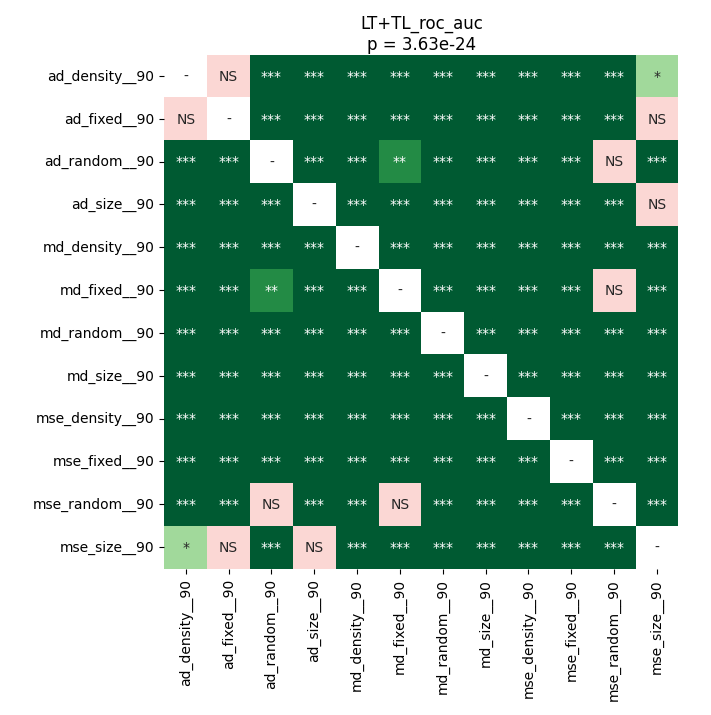 LT+TL_roc_auc
p = 3.63e-24
ad_density__90 - NS *** *** *** *** *** *** *** *** *** *
ad_fixed__90 NS - *** *** *** *** *** *** *** *** *** NS
ad_random__90 *** *** - *** *** ** *** *** *** *** NS ***
ad_size__90 *** *** *** - *** *** *** *** *** *** *** NS
md_density__90 *** *** *** *** - *** *** *** *** *** *** ***
md_fixed__90 *** *** ** *** *** - *** *** *** *** NS ***
md_random__90 *** *** *** *** *** *** - *** *** *** *** ***
md_size__90 *** *** *** *** *** *** *** - *** *** *** ***
mse_density__90 *** *** *** *** *** *** *** *** - *** *** ***
mse_fixed__90 *** *** *** *** *** *** *** *** *** - *** ***
mse_random__90 *** *** NS *** *** NS *** *** *** *** - ***
mse_size__90 * NS *** NS *** *** *** *** *** *** *** -
ad_density__90
ad_fixed__90
ad_random__90
ad_size__90
md_density__90
md_fixed__90
md_random__90
md_size__90
mse_density__90
mse_fixed__90
mse_random__90
mse_size__90